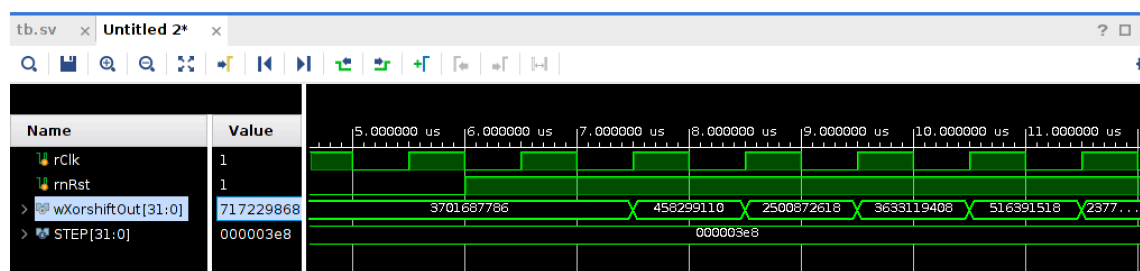 tb.sv × Untitled 2* ×
?
Name Value 5.000000 us 6.000000 us 7.000000 us 8.000000 us 9.000000 us 10.000000 us 11.000000 us
rClk 1
rnRst 1
wXorshiftOut[31:0] 717229868 3701687786 458299110 2500872618 3633119408 516391518 2377...
STEP[31:0] 000003e8 000003e8